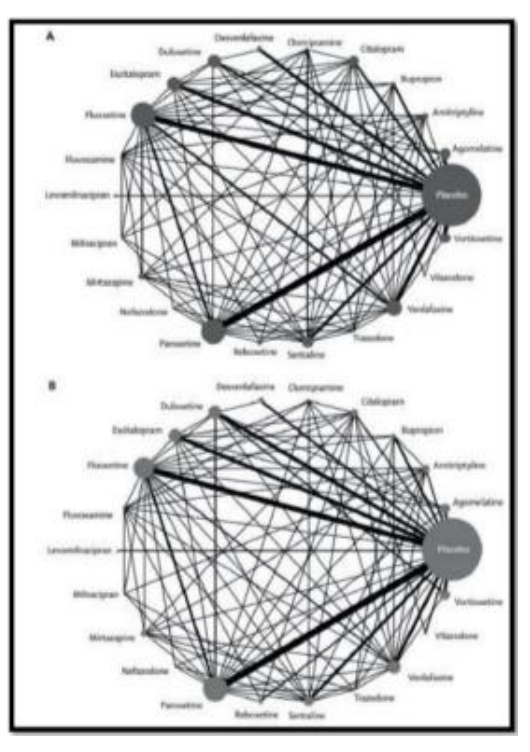 A
Desvenlafaxine
Clomipramine
Duloxetine
Citalopram
Escitalopram
Bupropion
Fluoxetine
Amitriptyline
Fluvoxamine
Agomelatine
Levomilnacipran
Placebo
Milnacipran
Vortioxetine
Mirtazapine
Vilazodone
Nefazodone
Venlafaxine
Paroxetine
Trazodone
Reboxetine
Sertraline
B
Desvenlafaxine
Clomipramine
Duloxetine
Citalopram
Escitalopram
Bupropion
Fluoxetine
Amitriptyline
Fluvoxamine
Agomelatine
Levomilnacipran
Placebo
Milnacipran
Vortioxetine
Mirtazapine
Vilazodone
Nefazodone
Venlafaxine
Paroxetine
Trazodone
Reboxetine
Sertraline